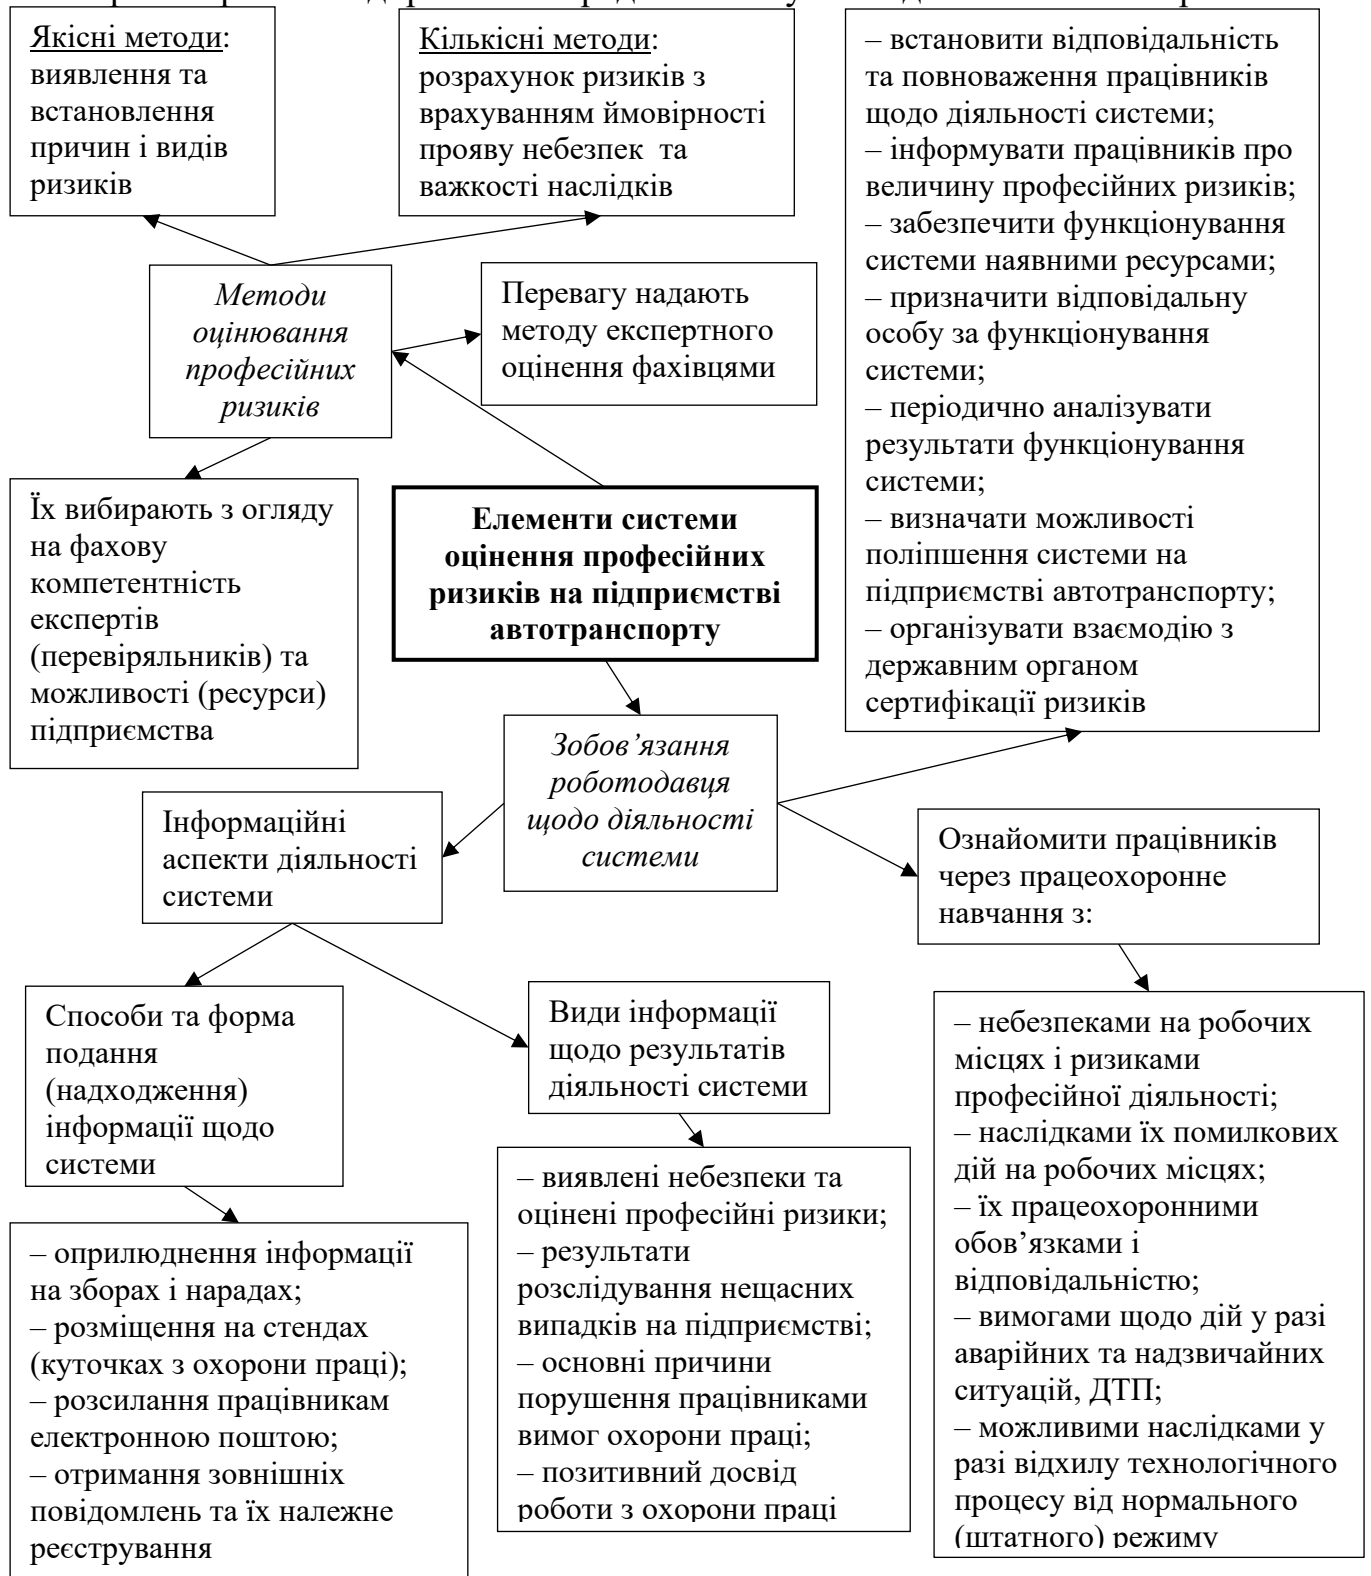 Якісні методи:
виявлення та
встановлення
причин і видів
ризиків
Кількісні методи:
розрахунок ризиків з
врахуванням ймовірності
прояву небезпек та
важкості наслідків
– встановити відповідальність
та повноваження працівників
щодо діяльності системи;
– інформувати працівників про
величину професійних ризиків;
– забезпечити функціонування
системи наявними ресурсами;
– призначити відповідальну
особу за функціонування
системи;
– періодично аналізувати
результати функціонування
системи;
– визначати можливості
поліпшення системи на
підприємстві автотранспорту;
– організувати взаємодію з
державним органом
сертифікації ризиків
Методи
оцінювання
професійних
ризиків
Перевагу надають
методу експертного
оцінення фахівцями
Їх вибирають з огляду
на фахову
компетентність
експертів
(перевіряльників) та
можливості (ресурси)
підприємства
Елементи системи
оцінення професійних
ризиків на підприємстві
автотранспорту
Зобов’язання
роботодавця
щодо діяльності
системи
Інформаційні
аспекти діяльності
системи
Ознайомити працівників
через працеохоронне
навчання з:
Способи та форма
подання
(надходження)
інформації щодо
системи
Види інформації
щодо результатів
діяльності системи
– небезпеками на робочих
місцях і ризиками
професійної діяльності;
– наслідками їх помилкових
дій на робочих місцях;
– їх працеохоронними
обов’язками і
відповідальністю;
– вимогами щодо дій у разі
аварійних та надзвичайних
ситуацій, ДТП;
– можливими наслідками у
разі відхилу технологічного
процесу від нормального
(штатного) режиму
– оприлюднення інформації
на зборах і нарадах;
– розміщення на стендах
(куточках з охорони праці);
– розсилання працівникам
електронною поштою;
– отримання зовнішніх
повідомлень та їх належне
реєстрування
– виявлені небезпеки та
оцінені професійні ризики;
– результати
розслідування нещасних
випадків на підприємстві;
– основні причини
порушення працівниками
вимог охорони праці;
– позитивний досвід
роботи з охорони праці